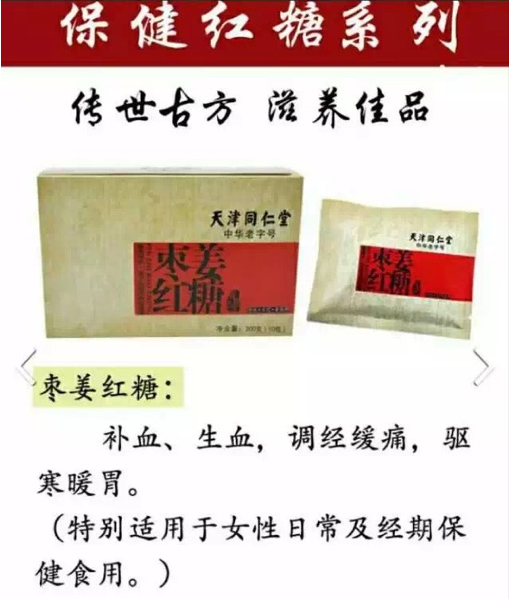 保健红糖系列
传世古方 滋养佳品
天津同仁堂
中华老字号
枣姜
红糖
天津同仁堂
中华老字号
枣姜
红糖
枣姜红糖：
补血、生血，调经缓痛，驱
寒暖胃。
（特别适用于女性日常及经期保
健食用。）